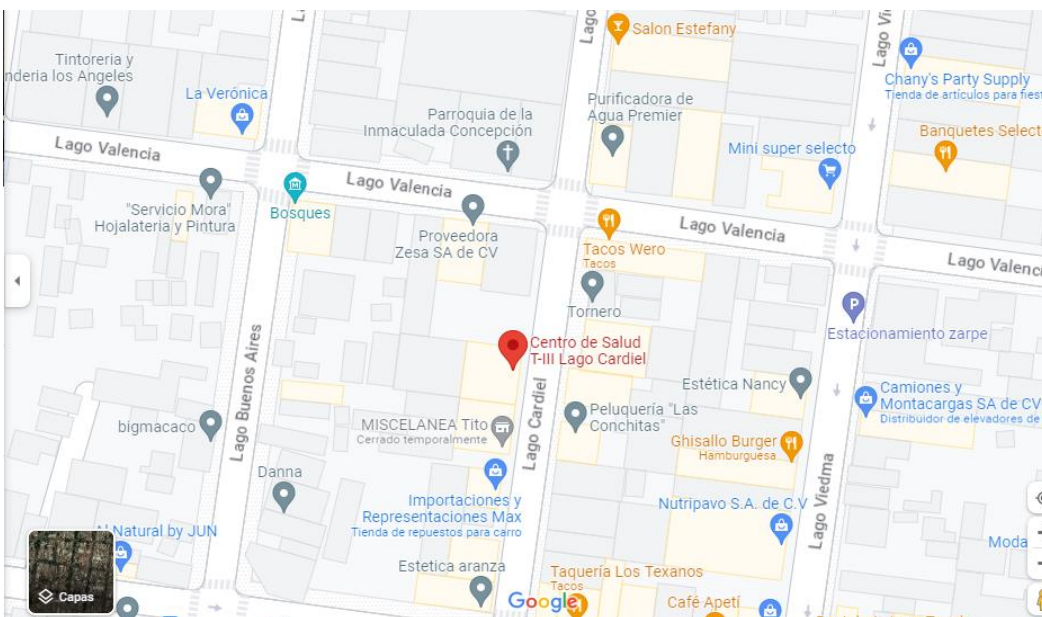 Lago
Salon Estefany
Lago Vi
Tintoreria y
nderia los Angeles
La Verónica
Parroquia de la
Inmaculada Concepción
Purificadora de
Agua Premier
Chany's Party Supply
Tienda de artículos para fiest
Mini super selecto
Banquetes Select
Lago Valencia
Lago Valencia
Lago Valencia
Lago Valenci
"Servicio Mora"
Hojalateria y Pintura
Bosques
Proveedora
Zesa SA de CV
Tacos Wero
Tacos
Tornero
P
Estacionamiento zarpe
Centro de Salud
T-III Lago Cardiel
Lago Buenos Aires
Lago Cardiel
Lago Viedma
Estética Nancy
Camiones y
Montacargas SA de CV
Distribuidor de elevadores de
bigmacaco
MISCELANEA Tito
Cerrado temporalmente
Peluquería "Las
Conchitas"
Ghisallo Burger
Hamburguesa
Danna
Importaciones y
Representaciones Max
Tienda de repuestos para carro
Nutripavo S.A. de C.V
Al Natural by JUN
Moda
Estetica aranza
Taquería Los Texanos
Tacos
Capas
Google
Café Apetí